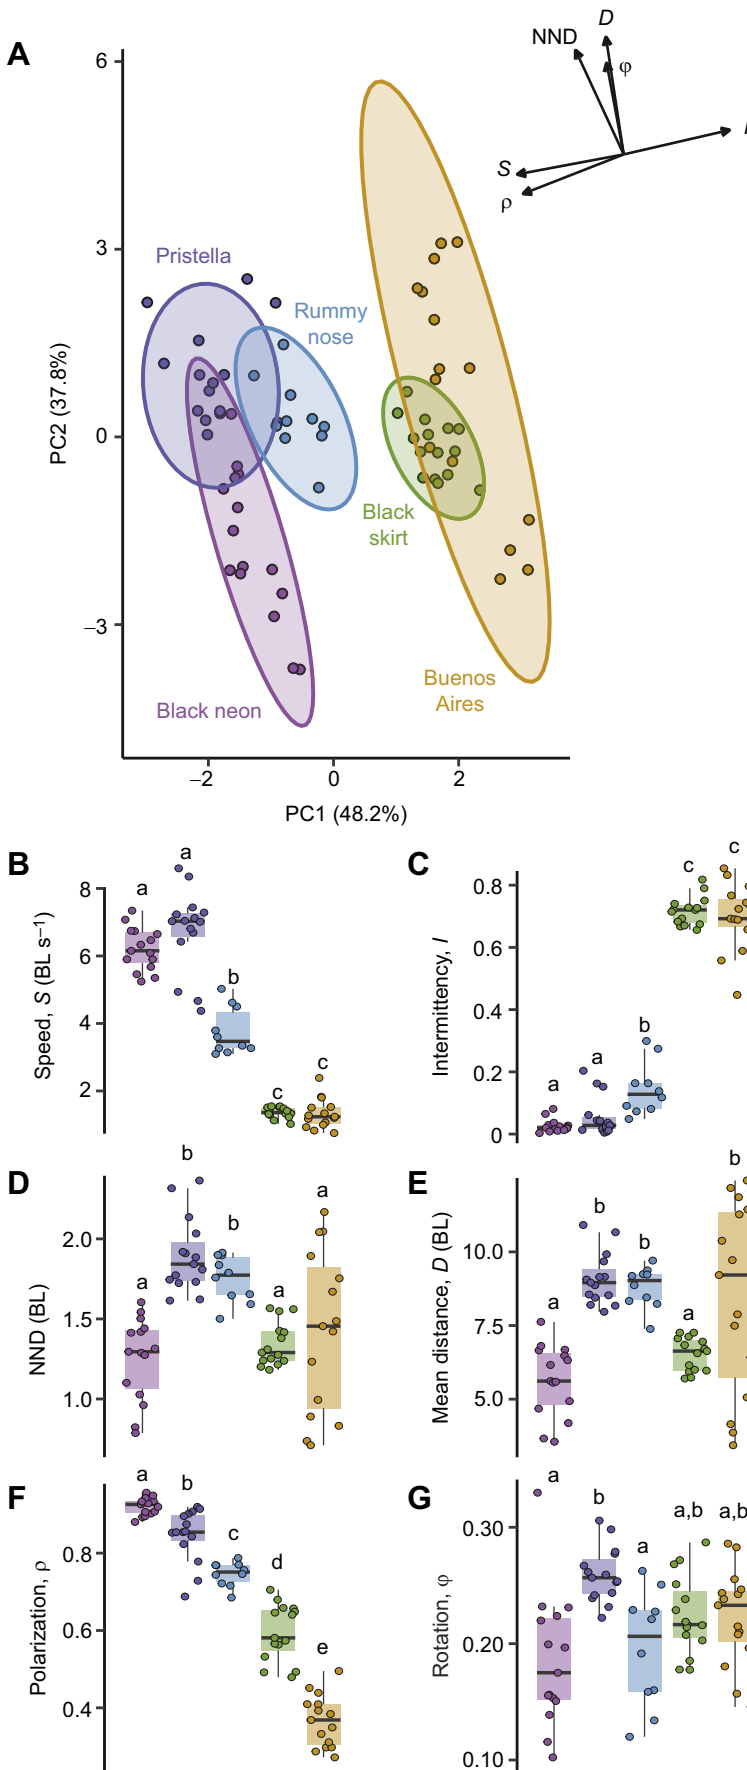 A
6
3
0
−3
PC2 (37.8%)
−2
0
2
PC1 (48.2%)
D
NND
φ
S
ρ
Pristella
Rummy
nose
Black
skirt
Buenos
Aires
Black neon
B
8
6
4
2
Speed, S (BL s−1)
a
a
b
c
c
C
0.8
0.6
0.4
0.2
0
Intermittency, I
a
a
b
c
c
D
2.0
1.5
1.0
NND (BL)
a
b
b
a
a
E
10.0
7.5
5.0
Mean distance, D (BL)
a
b
b
a
b
F
0.8
0.6
0.4
Polarization, ρ
a
b
c
d
e
G
0.30
0.20
0.10
Rotation, φ
a
b
a
a,b
a,b